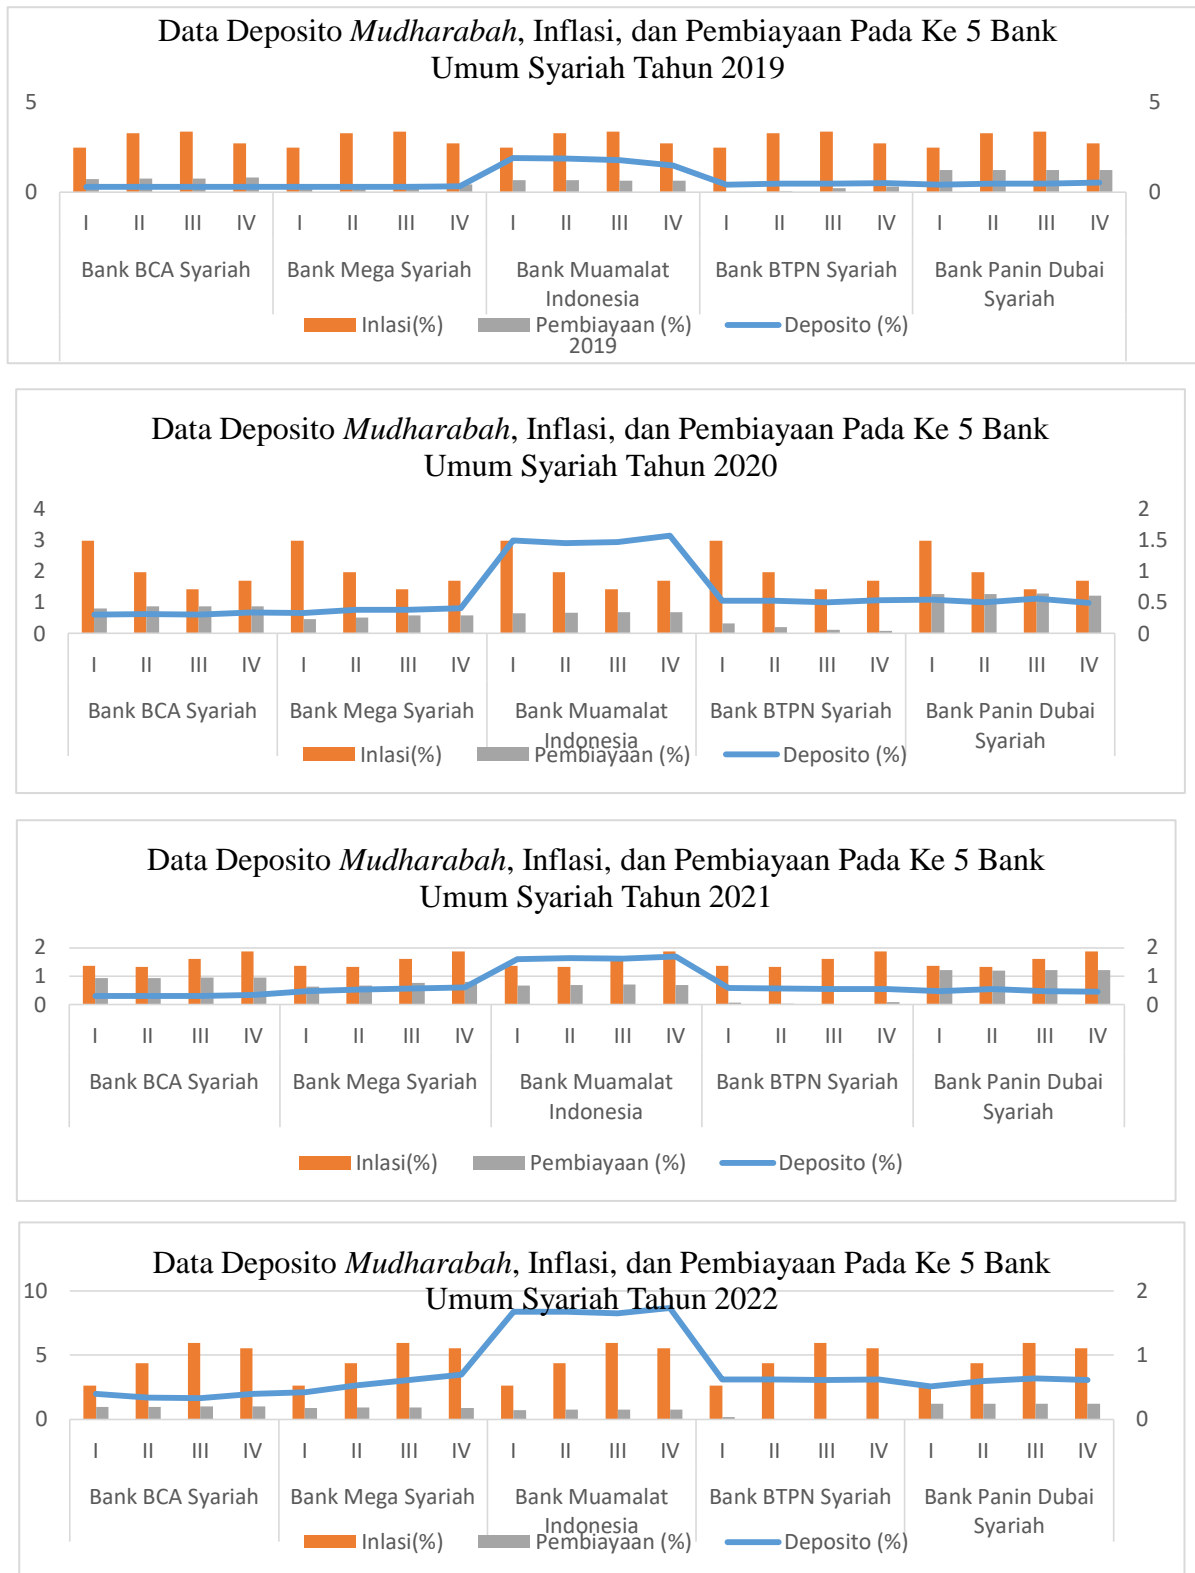 Data Deposito Mudharabah, Inflasi, dan Pembiayaan Pada Ke 5 Bank
Umum Syariah Tahun 2019
5 5
0 0
I II III IV I II III IV I II III IV I II III IV I II III IV
Bank BCA Syariah Bank Mega Syariah Bank Muamalat Indonesia Bank BTPN Syariah Bank Panin Dubai Syariah
Inlasi(%) Pembiayaan (%) Deposito (%)
2019
Data Deposito Mudharabah, Inflasi, dan Pembiayaan Pada Ke 5 Bank
Umum Syariah Tahun 2020
4 2
3 1.5
2 1
1 0.5
0 0
I II III IV I II III IV I II III IV I II III IV I II III IV
Bank BCA Syariah Bank Mega Syariah Bank Muamalat Indonesia Bank BTPN Syariah Bank Panin Dubai Syariah
Inlasi(%) Pembiayaan (%) Deposito (%)
Data Deposito Mudharabah, Inflasi, dan Pembiayaan Pada Ke 5 Bank
Umum Syariah Tahun 2021
2 2
1 1
0 0
I II III IV I II III IV I II III IV I II III IV I II III IV
Bank BCA Syariah Bank Mega Syariah Bank Muamalat Indonesia Bank BTPN Syariah Bank Panin Dubai Syariah
Inlasi(%) Pembiayaan (%) Deposito (%)
Data Deposito Mudharabah, Inflasi, dan Pembiayaan Pada Ke 5 Bank
Umum Syariah Tahun 2022
10 2
5 1
0 0
I II III IV I II III IV I II III IV I II III IV I II III IV
Bank BCA Syariah Bank Mega Syariah Bank Muamalat Indonesia Bank BTPN Syariah Bank Panin Dubai Syariah
Inlasi(%) Pembiayaan (%) Deposito (%)